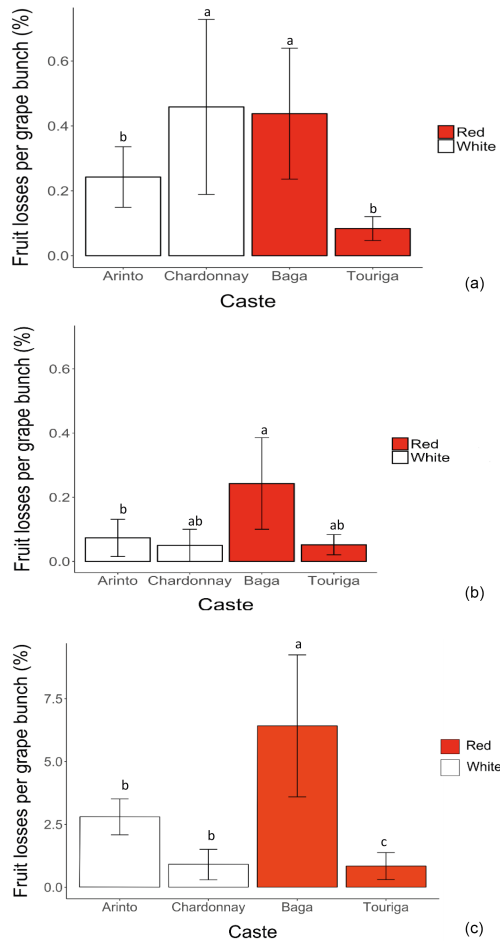 Fruit losses per grape bunch (%)
0.6
0.4
0.2
0.0
b
a
a
b
Arinto
Chardonnay
Baga
Touriga
Caste
Red
White
(a)
Fruit losses per grape bunch (%)
0.6
0.4
0.2
0.0
b
ab
a
ab
Arinto
Chardonnay
Baga
Touriga
Caste
Red
White
(b)
Fruit losses per grape bunch (%)
7.5
5.0
2.5
0.0
b
b
a
c
Arinto
Chardonnay
Baga
Touriga
Caste
Red
White
(c)